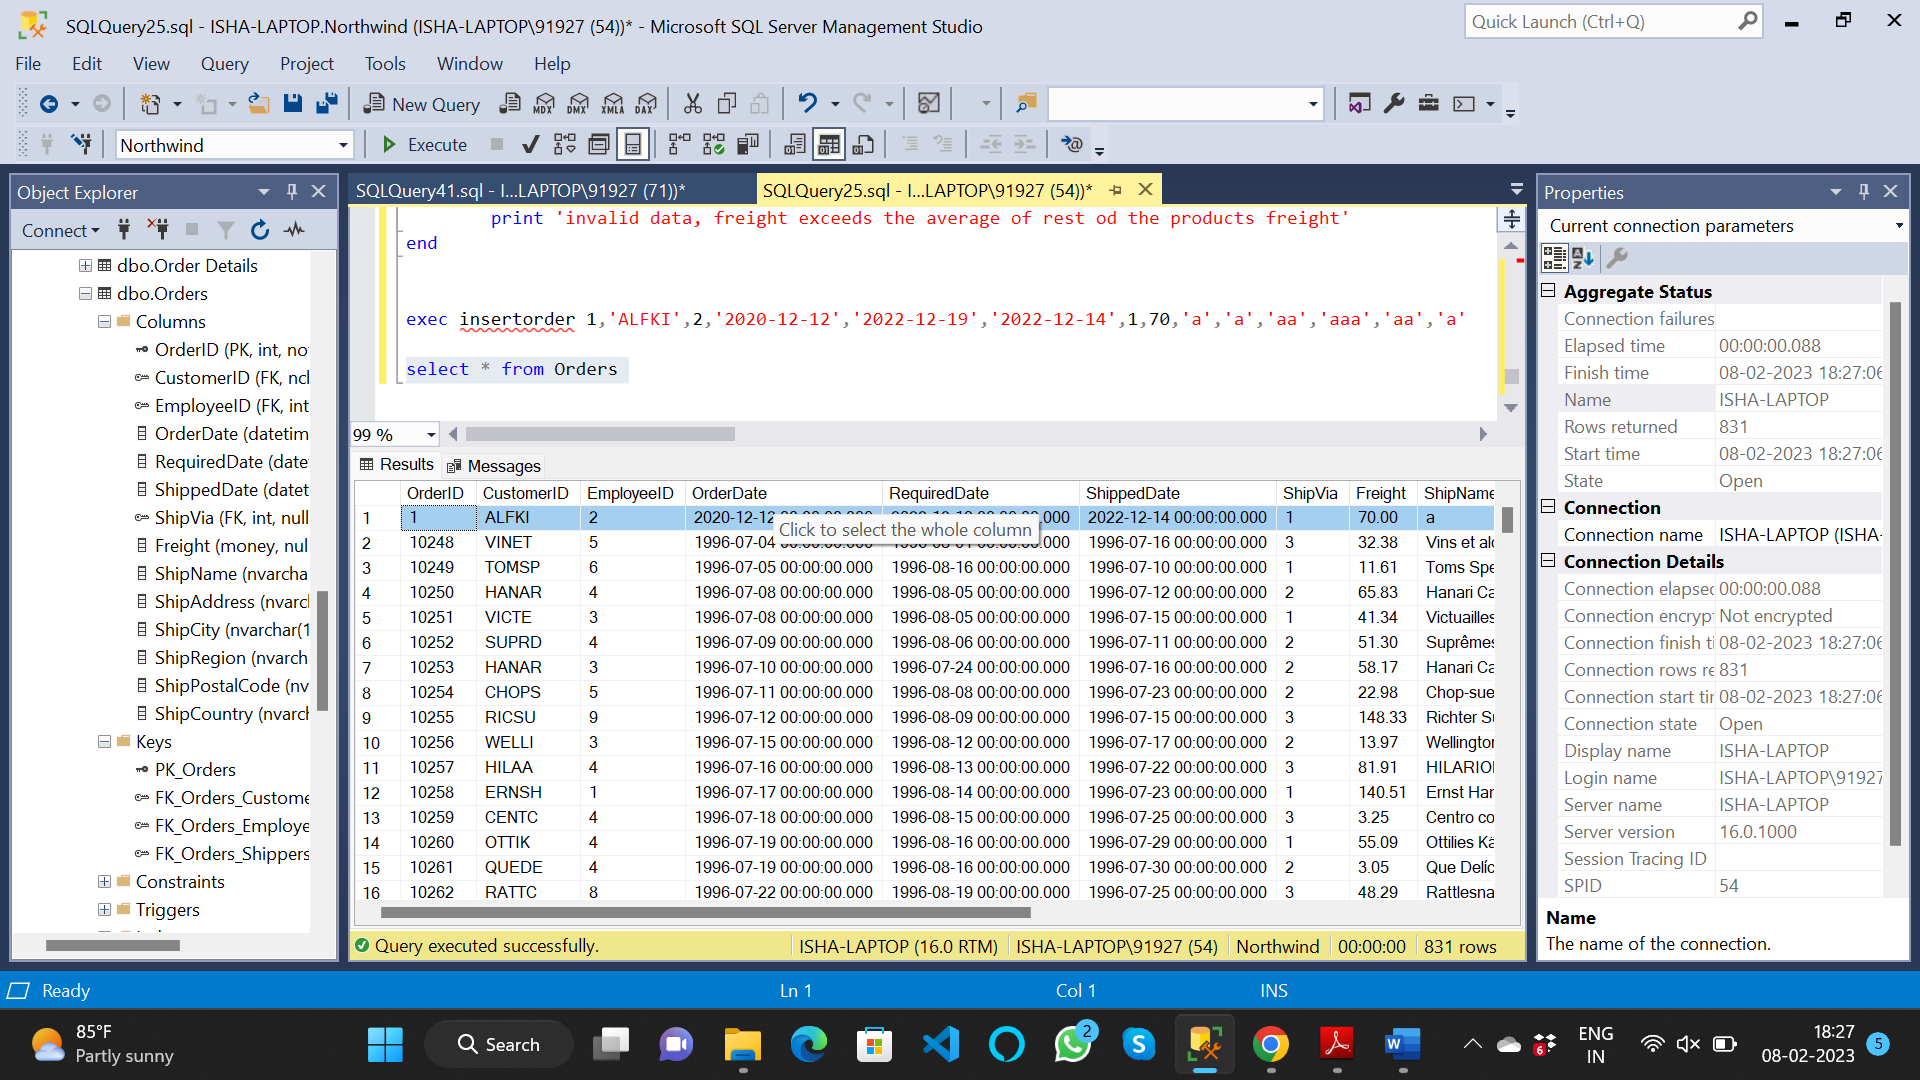 SQLQuery25.sql - ISHA-LAPTOP.Northwind (ISHA-LAPTOP\91927 (54))* - Microsoft SQL Server Management Studio
Quick Launch (Ctrl+Q)
File Edit View Query Project Tools Window Help
New Query MDX DMX XMLA DAX
Northwind Execute
Object Explorer
Connect
dbo.Order Details
dbo.Orders
Columns
OrderID (PK, int, no
CustomerID (FK, ncl
EmployeeID (FK, int
OrderDate (datetim
RequiredDate (date
ShippedDate (datet
ShipVia (FK, int, null
Freight (money, nul
ShipName (nvarcha
ShipAddress (nvarcl
ShipCity (nvarchar(1
ShipRegion (nvarch
ShipPostalCode (nv
ShipCountry (nvarch
Keys
PK_Orders
FK_Orders_Custome
FK_Orders_Employe
FK_Orders_Shippers
Constraints
Triggers
SQLQuery41.sql - I...LAPTOP\91927 (71))*
SQLQuery25.sql - I...LAPTOP\91927 (54))*
print 'invalid data, freight exceeds the average of rest od the products freight'
end
exec insertorder 1,'ALFKI',2,'2020-12-12','2022-12-19','2022-12-14',1,70,'a','a','aa','aaa','aa','a'
select * from Orders
99 %
Results Messages
OrderID CustomerID EmployeeID OrderDate RequiredDate ShippedDate ShipVia Freight ShipName
1 1 ALFKI 2 2020-12-12 2022-12-14 00:00:00.000 1 70.00 a
Click to select the whole column
2 10248 VINET 5 1996-07-04 00:00:00.000 1996-08-01 00:00:00.000 1996-07-16 00:00:00.000 3 32.38 Vins et alc
3 10249 TOMSP 6 1996-07-05 00:00:00.000 1996-08-16 00:00:00.000 1996-07-10 00:00:00.000 1 11.61 Toms Spe
4 10250 HANAR 4 1996-07-08 00:00:00.000 1996-08-05 00:00:00.000 1996-07-12 00:00:00.000 2 65.83 Hanari Ca
5 10251 VICTE 3 1996-07-08 00:00:00.000 1996-08-05 00:00:00.000 1996-07-15 00:00:00.000 1 41.34 Victuailles
6 10252 SUPRD 4 1996-07-09 00:00:00.000 1996-08-06 00:00:00.000 1996-07-11 00:00:00.000 2 51.30 Suprêmes
7 10253 HANAR 3 1996-07-10 00:00:00.000 1996-07-24 00:00:00.000 1996-07-16 00:00:00.000 2 58.17 Hanari Ca
8 10254 CHOPS 5 1996-07-11 00:00:00.000 1996-08-08 00:00:00.000 1996-07-23 00:00:00.000 2 22.98 Chop-sue
9 10255 RICSU 9 1996-07-12 00:00:00.000 1996-08-09 00:00:00.000 1996-07-15 00:00:00.000 3 148.33 Richter Su
10 10256 WELLI 3 1996-07-15 00:00:00.000 1996-08-12 00:00:00.000 1996-07-17 00:00:00.000 2 13.97 Wellington
11 10257 HILAA 4 1996-07-16 00:00:00.000 1996-08-13 00:00:00.000 1996-07-22 00:00:00.000 3 81.91 HILARIO
12 10258 ERNSH 1 1996-07-17 00:00:00.000 1996-08-14 00:00:00.000 1996-07-23 00:00:00.000 1 140.51 Ernst Han
13 10259 CENTC 4 1996-07-18 00:00:00.000 1996-08-15 00:00:00.000 1996-07-25 00:00:00.000 3 3.25 Centro co
14 10260 OTTIK 4 1996-07-19 00:00:00.000 1996-08-16 00:00:00.000 1996-07-29 00:00:00.000 1 55.09 Ottilies Kä
15 10261 QUEDE 4 1996-07-19 00:00:00.000 1996-08-16 00:00:00.000 1996-07-30 00:00:00.000 2 3.05 Que Delíc
16 10262 RATTC 8 1996-07-22 00:00:00.000 1996-08-19 00:00:00.000 1996-07-25 00:00:00.000 3 48.29 Rattlesna
Query executed successfully. ISHA-LAPTOP (16.0 RTM) ISHA-LAPTOP\91927 (54) Northwind 00:00:00 831 rows
Properties
Current connection parameters
Aggregate Status
Connection failures
Elapsed time 00:00:00.088
Finish time 08-02-2023 18:27:06
Name ISHA-LAPTOP
Rows returned 831
Start time 08-02-2023 18:27:06
State Open
Connection
Connection name ISHA-LAPTOP (ISHA-
Connection Details
Connection elapsed 00:00:00.088
Connection encryp Not encrypted
Connection finish ti 08-02-2023 18:27:06
Connection rows re 831
Connection start tir 08-02-2023 18:27:06
Connection state Open
Display name ISHA-LAPTOP
Login name ISHA-LAPTOP\91927
Server name ISHA-LAPTOP
Server version 16.0.1000
Session Tracing ID
SPID 54
Name
The name of the connection.
Ready Ln 1 Col 1 INS
85°F
Partly sunny
Search
2
6
ENG
IN
18:27
08-02-2023
5